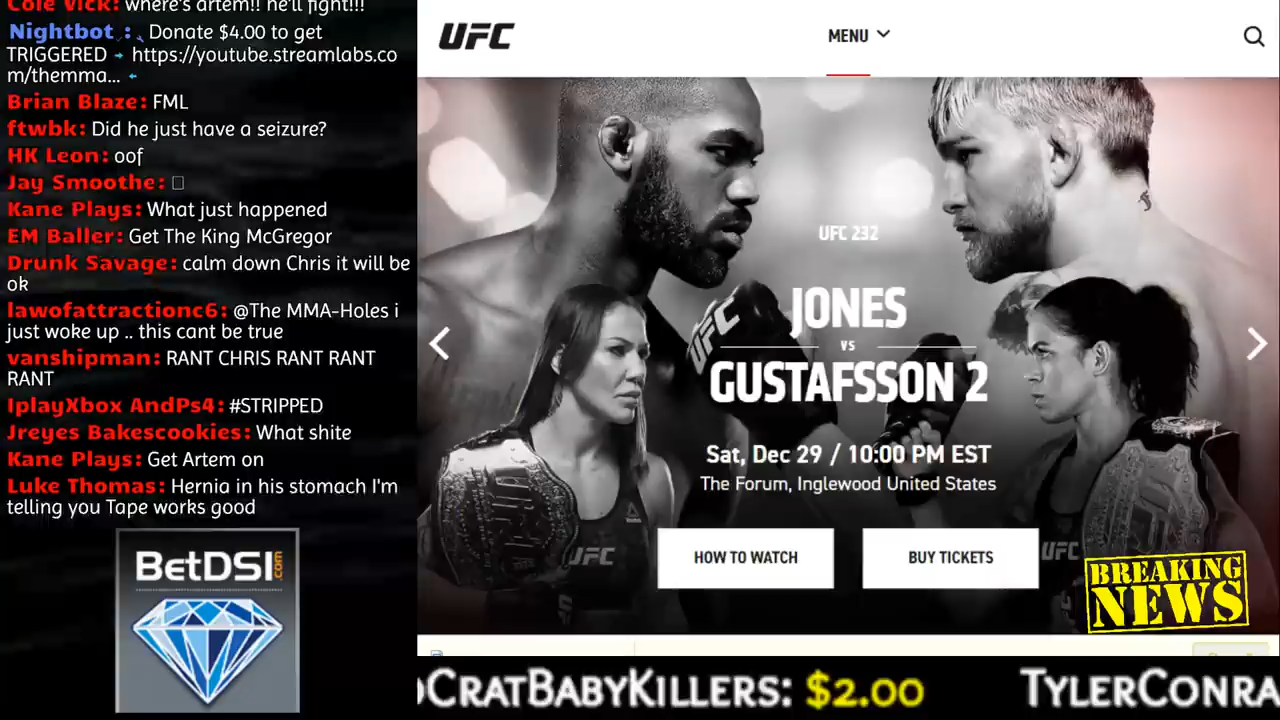 Cole Vick: where's artem!! he'll fight!!!
Nightbot : Donate $4.00 to get
TRIGGERED https://youtube.streamlabs.co
m/themma...
Brian Blaze: FML
ftwbk: Did he just have a seizure?
HK Leon: oof
Jay Smoothe:
Kane Plays: What just happened
EM Baller: Get The King McGregor
Drunk Savage: calm down Chris it will be
ok
lawofattractionc6: @The MMA-Holes i
just woke up .. this cant be true
vanshipman: RANT CHRIS RANT RANT
RANT
IplayXbox AndPs4: #STRIPPED
Jreyes Bakescookies: What shite
Kane Plays: Get Artem on
Luke Thomas: Hernia in his stomach I'm
telling you Tape works good
BetDSI.com
UFC
MENU
UFC 232
UFC
JONES
VS
GUSTAFSSON 2
Sat, Dec 29 / 10:00 PM EST
The Forum, Inglewood United States
HOW TO WATCH
BUY TICKETS
UFC
UFC
BREAKING
NEWS
CratBabyKillers: $2.00
TylerConra